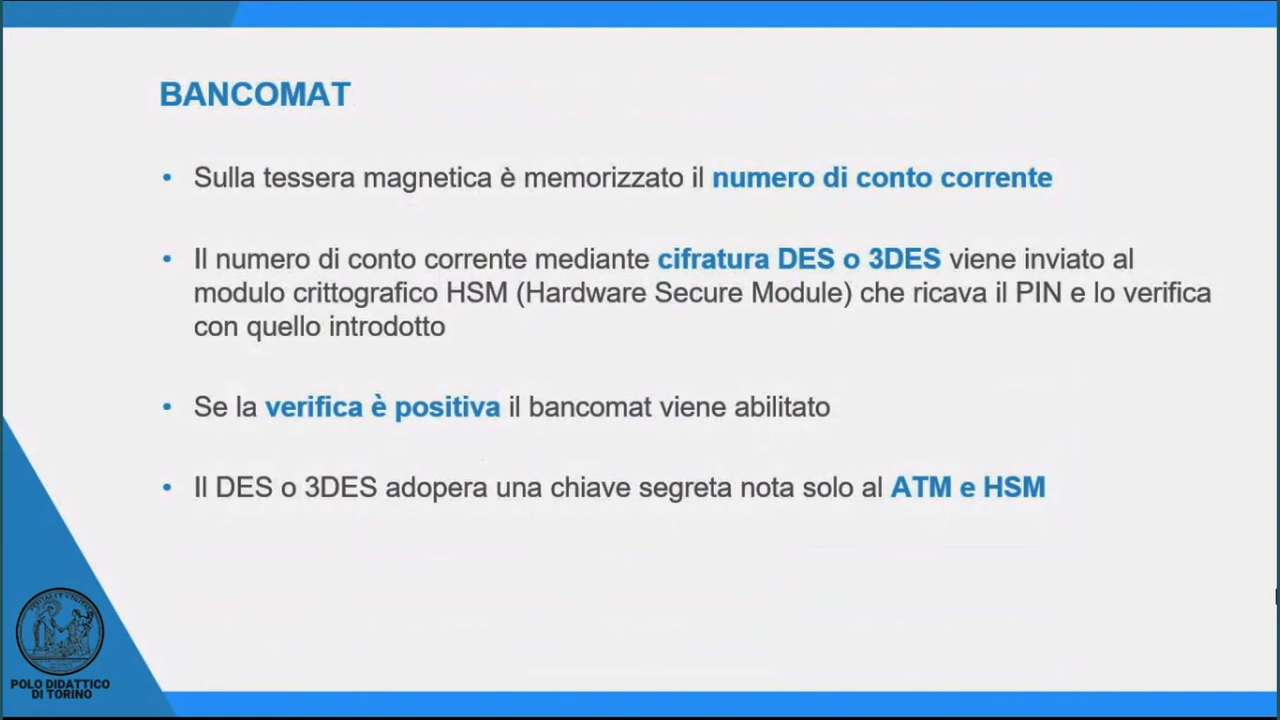 BANCOMAT
• Sulla tessera magnetica è memorizzato il numero di conto corrente
• Il numero di conto corrente mediante cifratura DES o 3DES viene inviato al
modulo crittografico HSM (Hardware Secure Module) che ricava il PIN e lo verifica
con quello introdotto
• Se la verifica è positiva il bancomat viene abilitato
• Il DES o 3DES adopera una chiave segreta nota solo al ATM e HSM
POLO DIDATTICO
DI TORINO